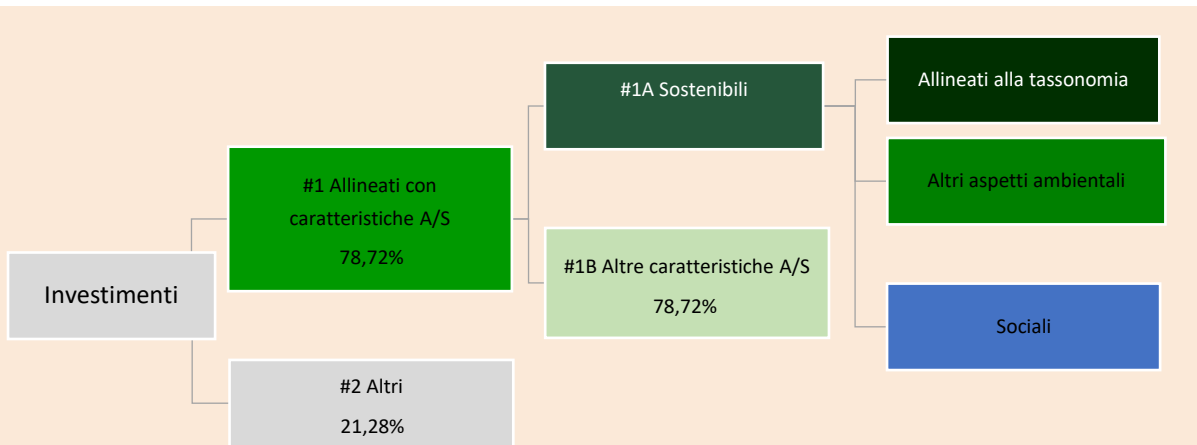 Investimenti
#1 Allineati con
caratteristiche A/S
78,72%
#2 Altri
21,28%
#1A Sostenibili
#1B Altre caratteristiche A/S
78,72%
Allineati alla tassonomia
Altri aspetti ambientali
Sociali